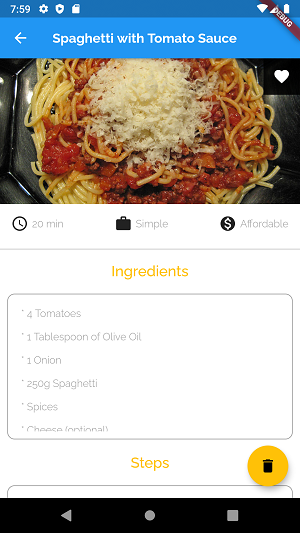 7:59
DEBUG
Spaghetti with Tomato Sauce
20 min
Simple
Affordable
Ingredients
* 4 Tomatoes
* 1 Tablespoon of Olive Oil
* 1 Onion
* 250g Spaghetti
* Spices
* Cheese (optional)
Steps